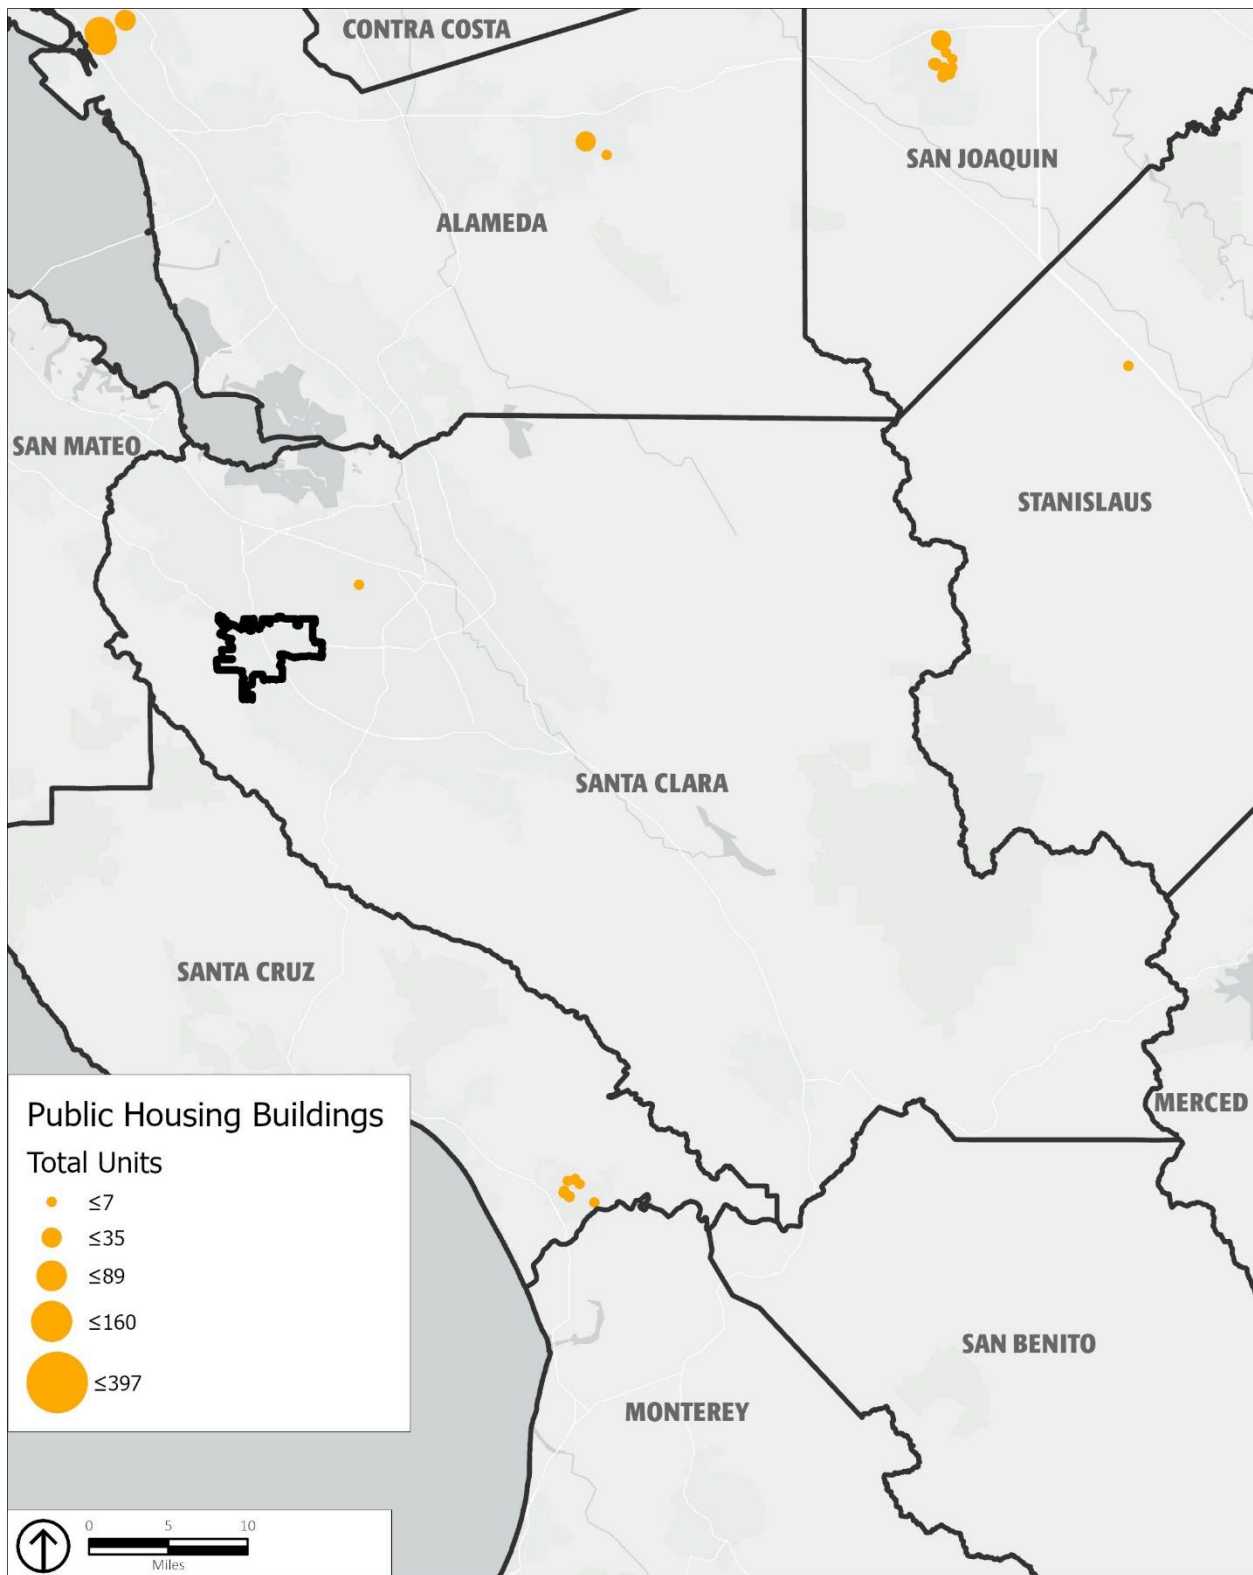 CONTRA COSTA
SAN JOAQUIN
ALAMEDA
SAN MATEO
STANISLAUS
SANTA CLARA
SANTA CRUZ
MERCED
Public Housing Buildings
Total Units
≤7
≤35
≤89
≤160
≤397
SAN BENITO
MONTEREY
0 5 10
Miles